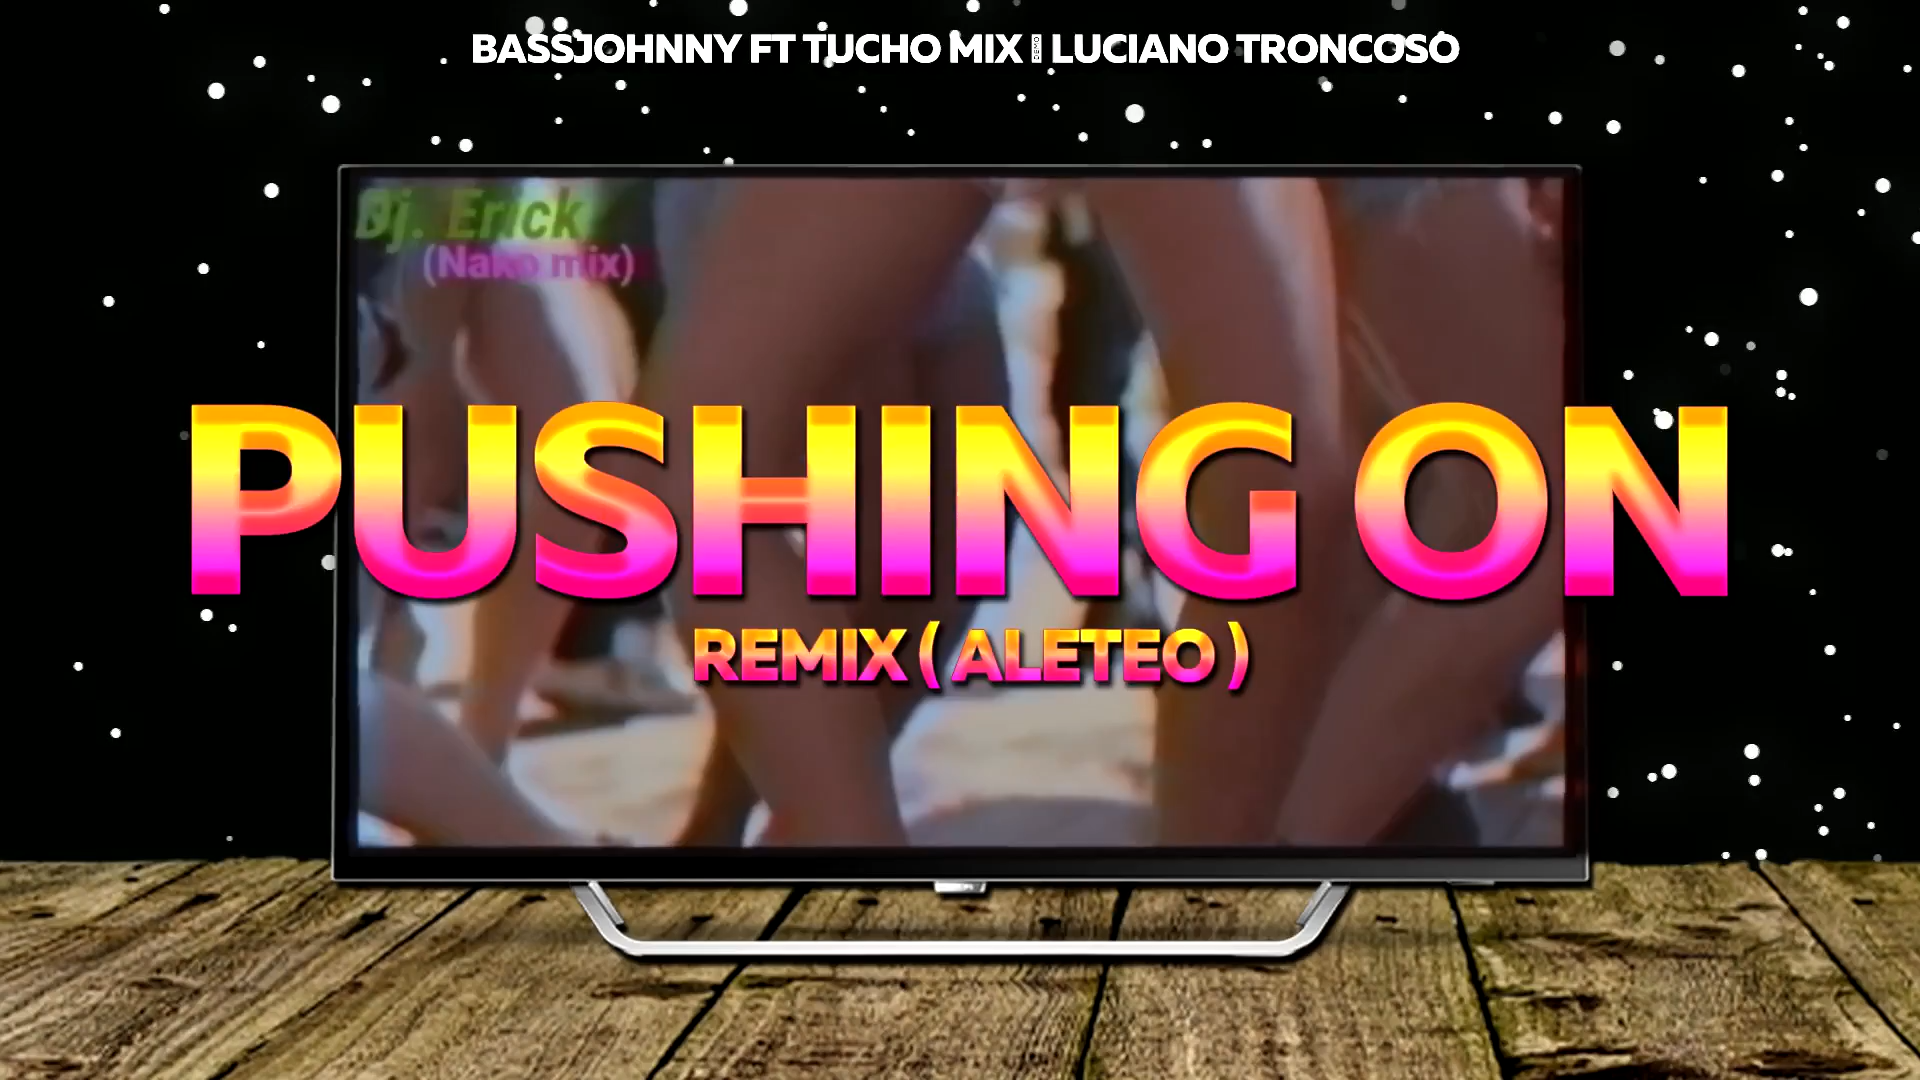 BASSJOHNNY FT TUCHO MIX LUCIANO TRONCOSO
Dj. Erick
(Nako mix)
PUSHING ON
REMIX ( ALETEO )